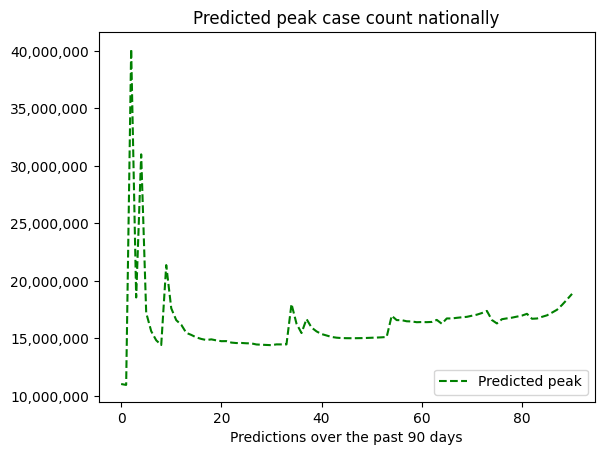 Predicted peak case count nationally
40,000,000
35,000,000
30,000,000
25,000,000
20,000,000
15,000,000
10,000,000
Predicted peak
0 20 40 60 80
Predictions over the past 90 days